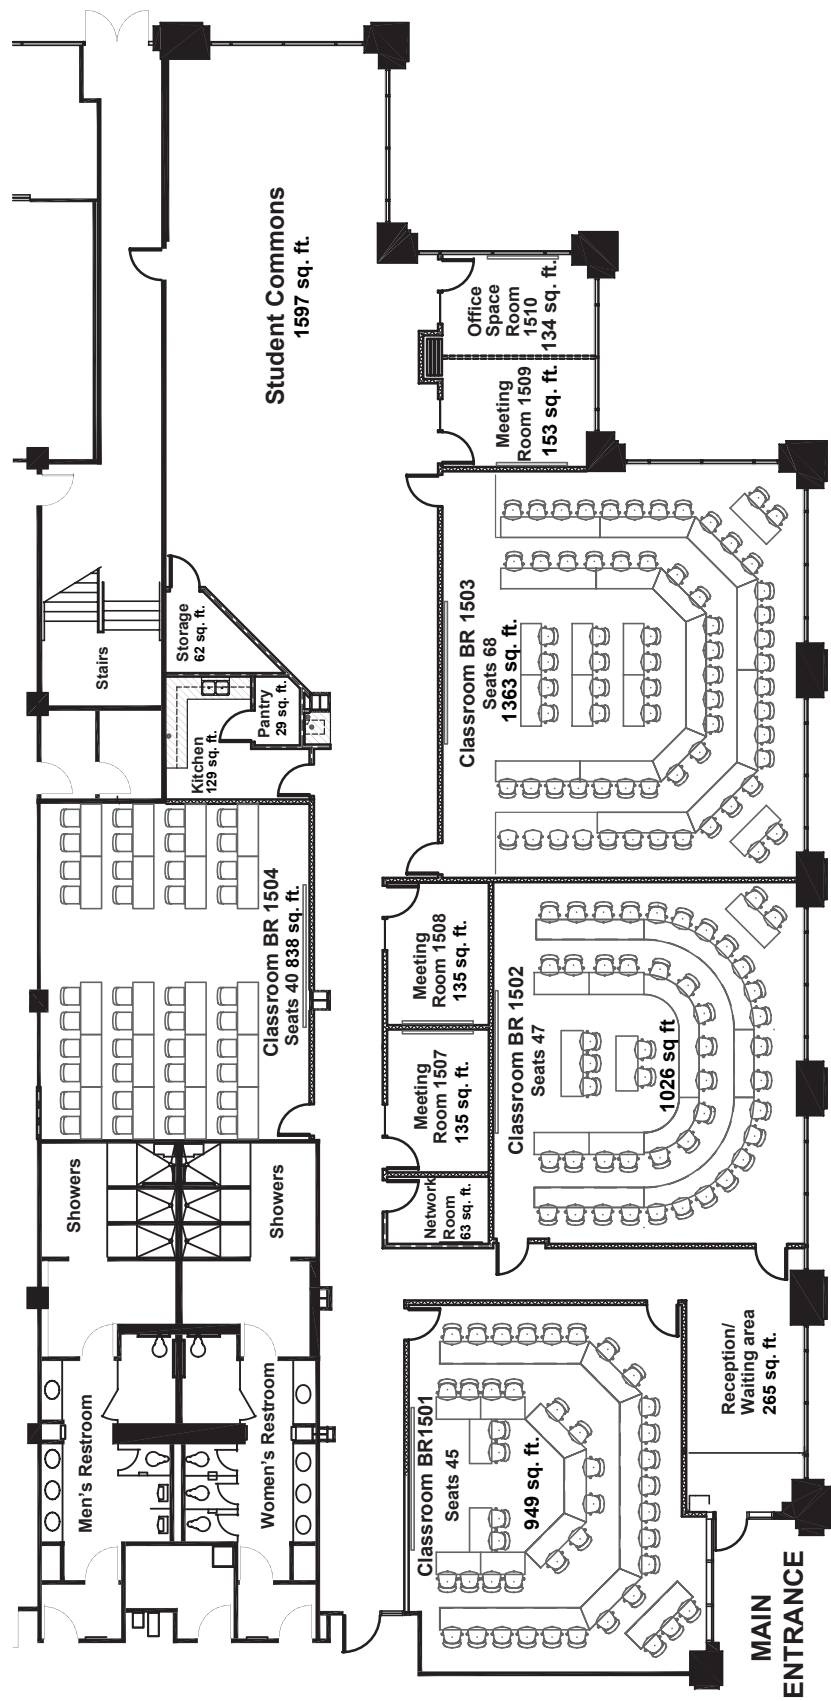 Student Commons
1597 sq. ft.
Office
Space
Room
1510
134 sq. ft.
Meeting
Room 1509
153 sq. ft.
Classroom BR 1503
Seats 68
1363 sq. ft.
Storage
62 sq. ft.
Stairs
Pantry
29 sq. ft.
Kitchen
129 sq. ft.
Classroom BR 1504
Seats 40 838 sq. ft.
Meeting
Room 1508
135 sq. ft.
Meeting
Room 1507
135 sq. ft.
Classroom BR 1502
Seats 47
1026 sq ft
Network
Room
63 sq. ft.
Showers
Showers
Men's Restroom
Women's Restroom
Classroom BR1501
Seats 45
949 sq. ft.
Reception/
Waiting area
265 sq. ft.
MAIN
ENTRANCE